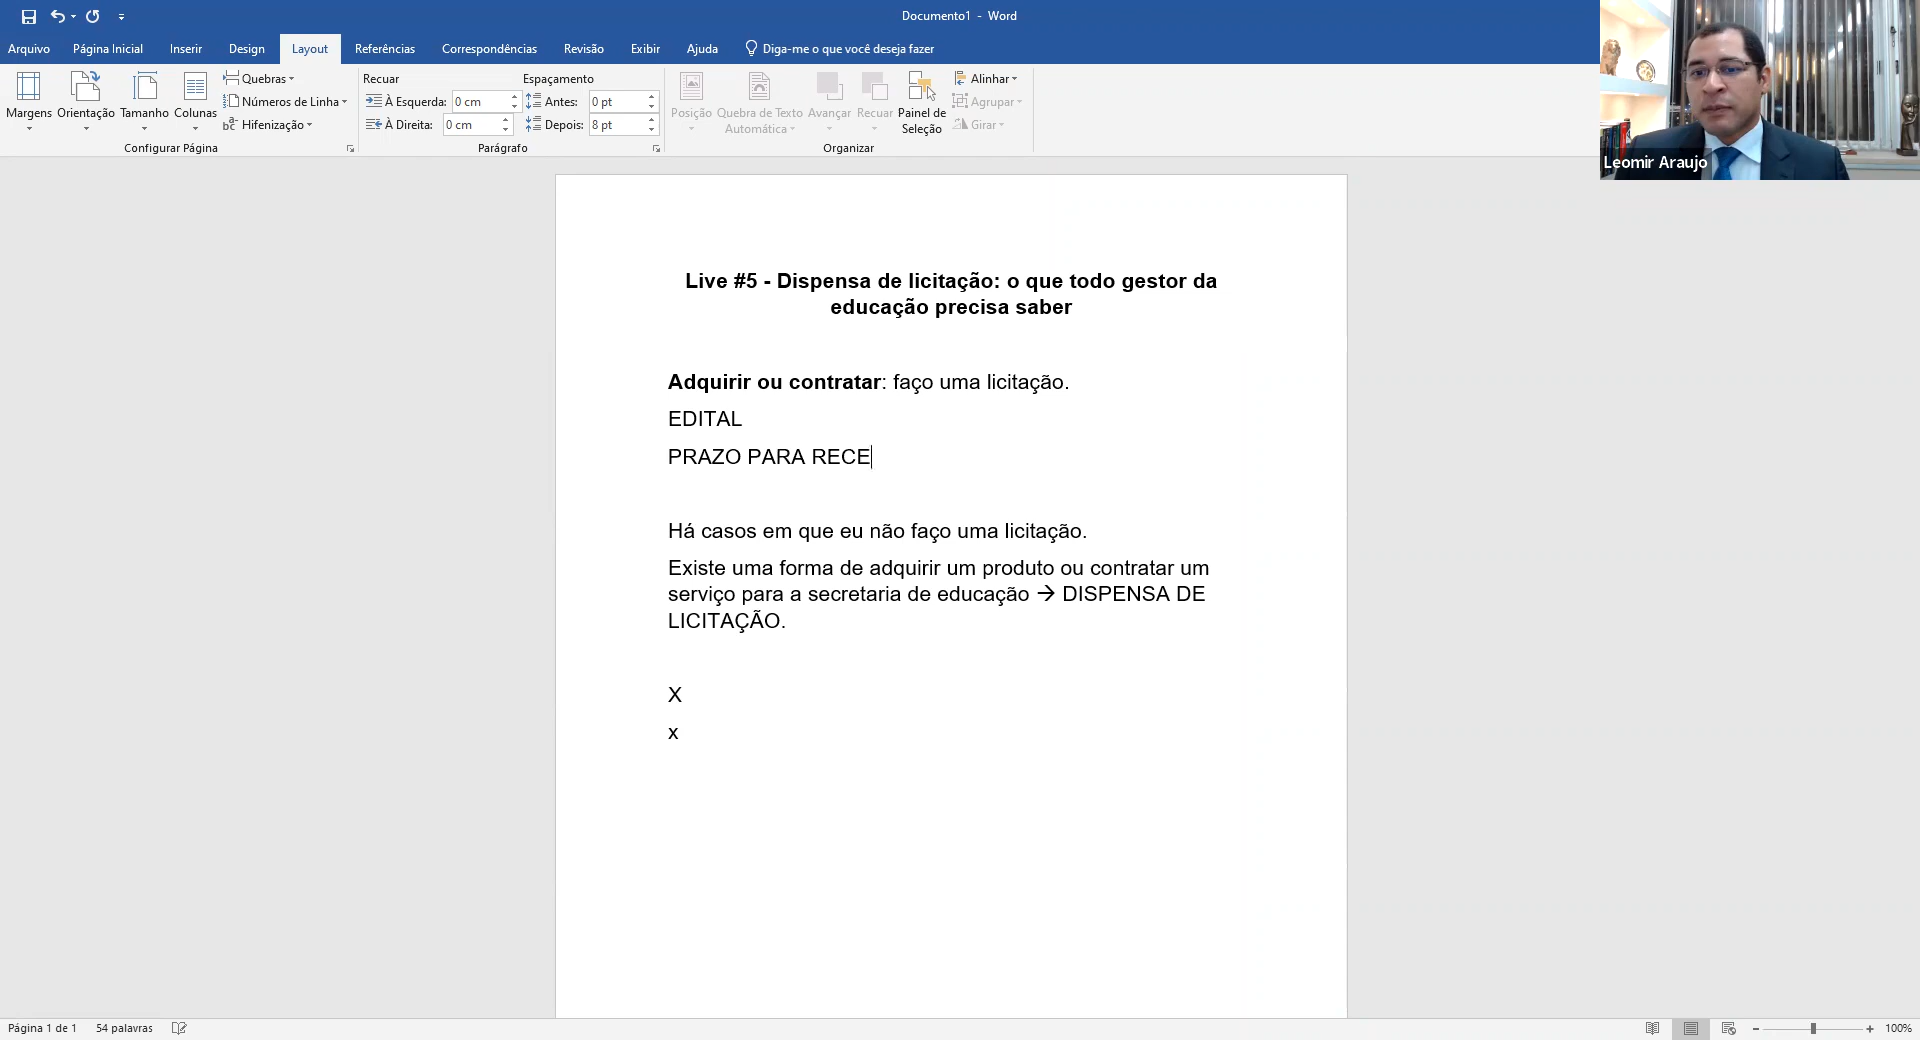 Documento1 - Word
Arquivo Página Inicial Inserir Design Layout Referências Correspondências Revisão Exibir Ajuda Diga-me o que você deseja fazer
Margens
Orientação
Tamanho
Colunas
Quebras
Números de Linha
Hifenização
Configurar Página
Recuar
À Esquerda: 0 cm
À Direita: 0 cm
Espaçamento
Antes: 0 pt
Depois: 8 pt
Parágrafo
Posição
Quebra de Texto
Automática
Avançar
Recuar
Painel de
Seleção
Alinhar
Agrupar
Girar
Organizar
Leomir Araujo
Live #5 - Dispensa de licitação: o que todo gestor da
educação precisa saber
Adquirir ou contratar: faço uma licitação.
EDITAL
PRAZO PARA RECE
Há casos em que eu não faço uma licitação.
Existe uma forma de adquirir um produto ou contratar um
serviço para a secretaria de educação → DISPENSA DE
LICITAÇÃO.
X
x
Página 1 de 1 54 palavras
100%